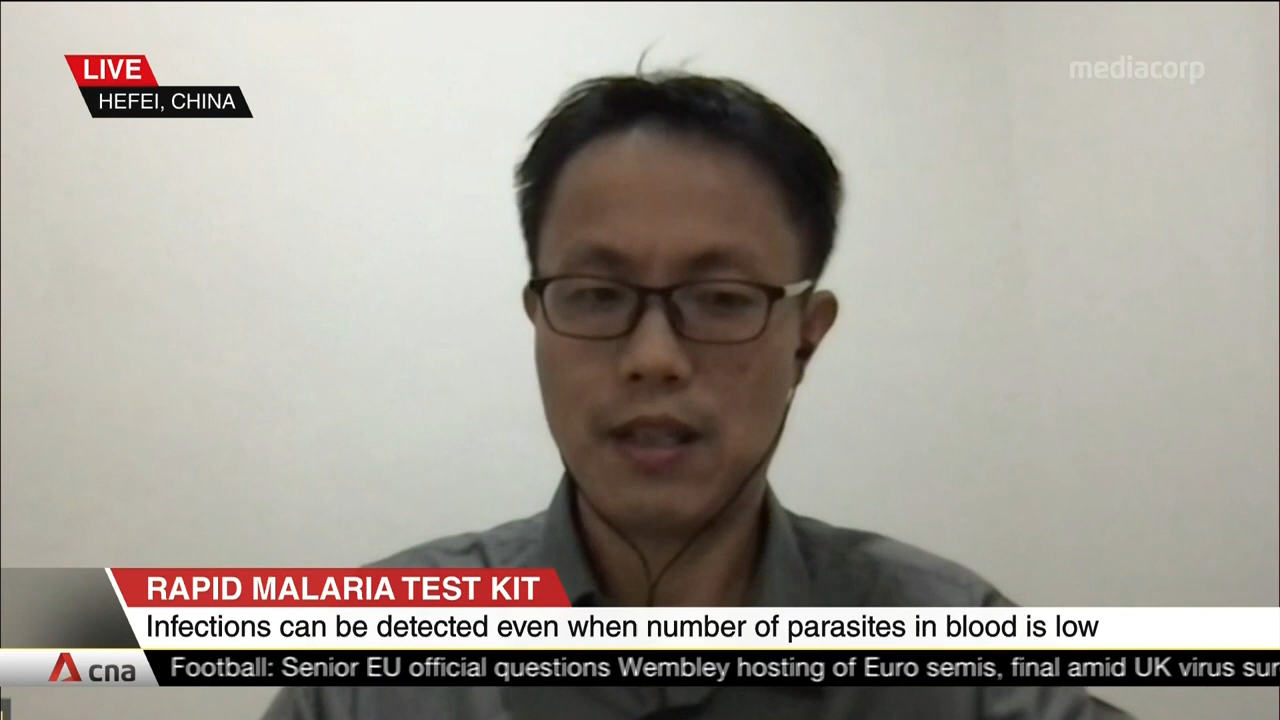 LIVE
mediacorp
HEFEI, CHINA
RAPID MALARIA TEST KIT
Infections can be detected even when number of parasites in blood is low
cna
Football: Senior EU official questions Wembley hosting of Euro semis, final amid UK virus